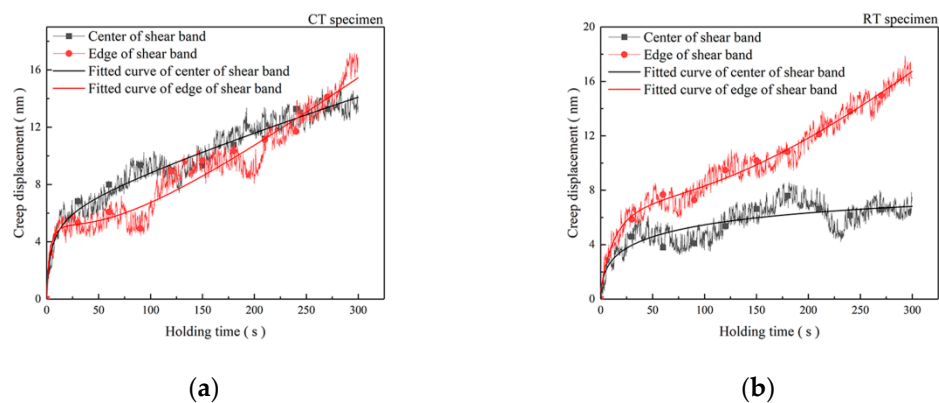 CT specimen
Center of shear band
Edge of shear band
Fitted curve of center of shear band
Fitted curve of edge of shear band
Creep displacement ( nm )
16
12
8
4
0
0 50 100 150 200 250 300
Holding time ( s )
(a)
RT specimen
Center of shear band
Edge of shear band
Fitted curve of center of shear band
Fitted curve of edge of shear band
Creep displacement ( nm )
20
16
12
8
4
0
0 50 100 150 200 250 300
Holding time ( s )
(b)